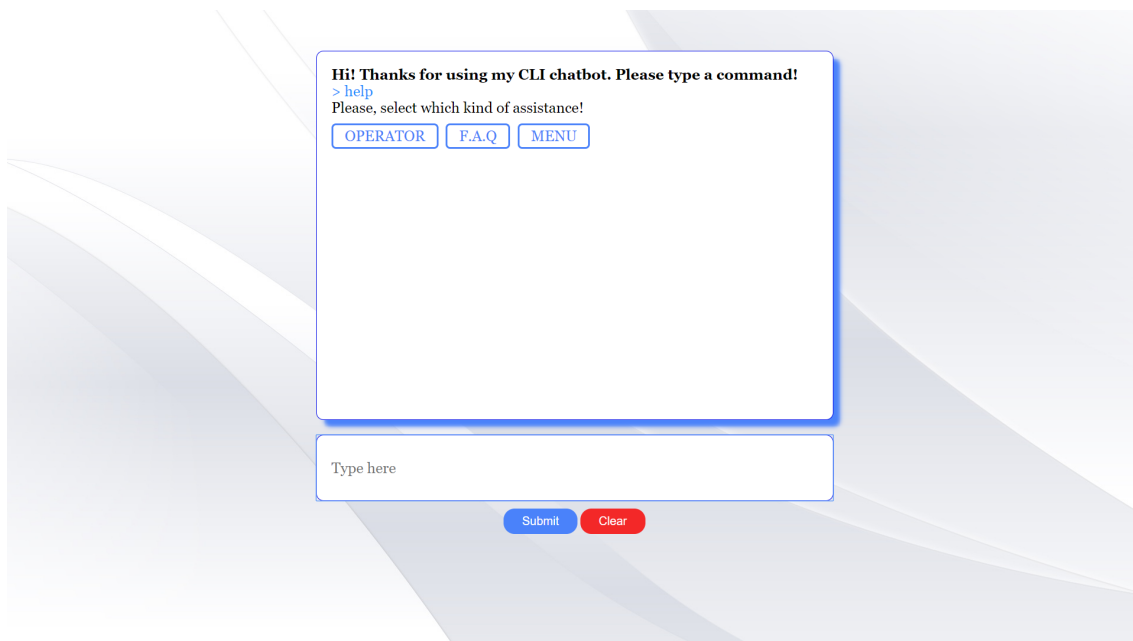 Hi! Thanks for using my CLI chatbot. Please type a command!
> help
Please, select which kind of assistance!
OPERATOR F.A.Q MENU
Type here
Submit Clear